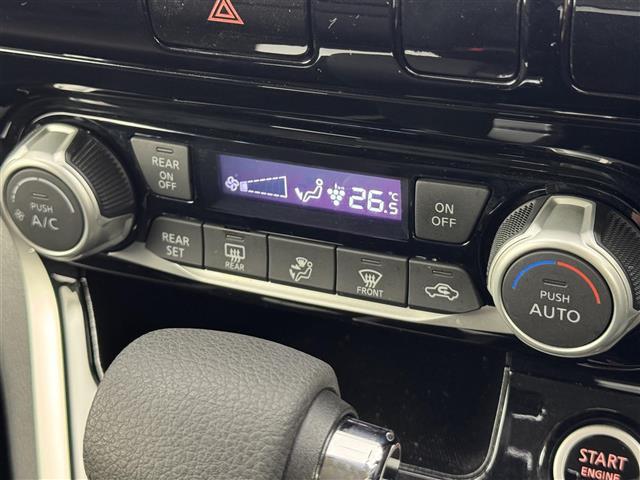 REAR
ON
OFF
26.5 °C
ON
OFF
PUSH
A/C
REAR
SET
REAR
FRONT
PUSH
AUTO
START
ENGINE